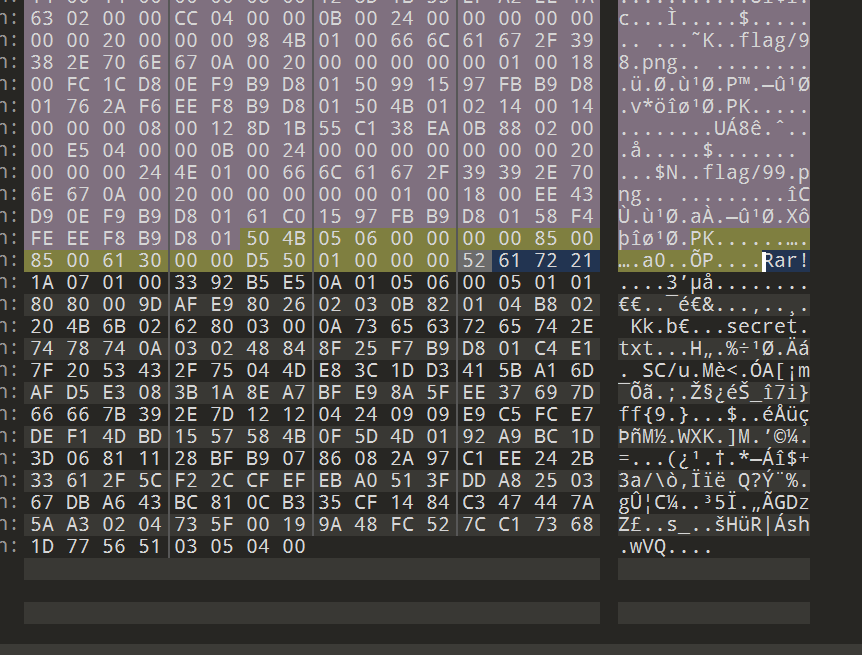 63 02 00 00 CC 04 00 00 0B 00 24 00 00 00 00 00 c...Ì.....$.....
00 00 20 00 00 00 98 4B 01 00 66 6C 61 67 2F 39 .. ...˜K..flag/9
38 2E 70 6E 67 0A 00 20 00 00 00 00 00 01 00 18 8.png.. ........
00 FC 1C D8 0E F9 B9 D8 01 50 99 15 97 FB B9 D8 .ü.Ø.ù¹Ø.P™.—û¹Ø
01 76 2A F6 EE F8 B9 D8 01 50 4B 01 02 14 00 14 .v*öîø¹Ø.PK.....
00 00 00 08 00 12 8D 1B 55 C1 38 EA 0B 88 02 00 ........UÁ8ê.ˆ..
00 E5 04 00 00 0B 00 24 00 00 00 00 00 00 00 20 .å.....$.......
00 00 00 24 4E 01 00 66 6C 61 67 2F 39 39 2E 70 ...$N..flag/99.p
6E 67 0A 00 20 00 00 00 00 00 01 00 18 00 EE 43 ng.. .........îC
D9 0E F9 B9 D8 01 61 C0 15 97 FB B9 D8 01 58 F4 Ù.ù¹Ø.aÀ.—û¹Ø.Xô
FE EE F8 B9 D8 01 50 4B 05 06 00 00 00 00 85 00 þîø¹Ø.PK......….
85 00 61 30 00 00 D5 50 01 00 00 00 52 61 72 21 ….a0..ÕP....Rar!
1A 07 01 00 33 92 B5 E5 0A 01 05 06 00 05 01 01 ....3’µå........
80 80 00 9D AF E9 80 26 02 03 0B 82 01 04 B8 02 €€..¯é€&...‚..¸.
20 4B 6B 02 62 80 03 00 0A 73 65 63 72 65 74 2E Kk.b€...secret.
74 78 74 0A 03 02 48 84 8F 25 F7 B9 D8 01 C4 E1 txt...H„.%÷¹Ø.Äá
7F 20 53 43 2F 75 04 4D E8 3C 1D D3 41 5B A1 6D . SC/u.Mè<.ÓA[¡m
AF D5 E3 08 3B 1A 8E A7 BF E9 8A 5F EE 37 69 7D ¯Õã.;.Ž§¿éŠ_î7i}
66 66 7B 39 2E 7D 12 12 04 24 09 09 E9 C5 FC E7 ff{9.}...$..éÅüç
DE F1 4D BD 15 57 58 4B 0F 5D 4D 01 92 A9 BC 1D ÞñM½.WXK.]M.’©¼.
3D 06 81 11 28 BF B9 07 86 08 2A 97 C1 EE 24 2B =...(¿¹.†.*—Áî$+
33 61 2F 5C F2 2C CF EF EB A0 51 3F DD A8 25 03 3a/\ò,Ïïë Q?Ý¨%.
67 DB A6 43 BC 81 0C B3 35 CF 14 84 C3 47 44 7A gÛ¦C¼..³5Ï.„ÃGDz
5A A3 02 04 73 5F 00 19 9A 48 FC 52 7C C1 73 68 Z£..s_..šHüR|Ásh
1D 77 56 51 03 05 04 00 .wVQ....